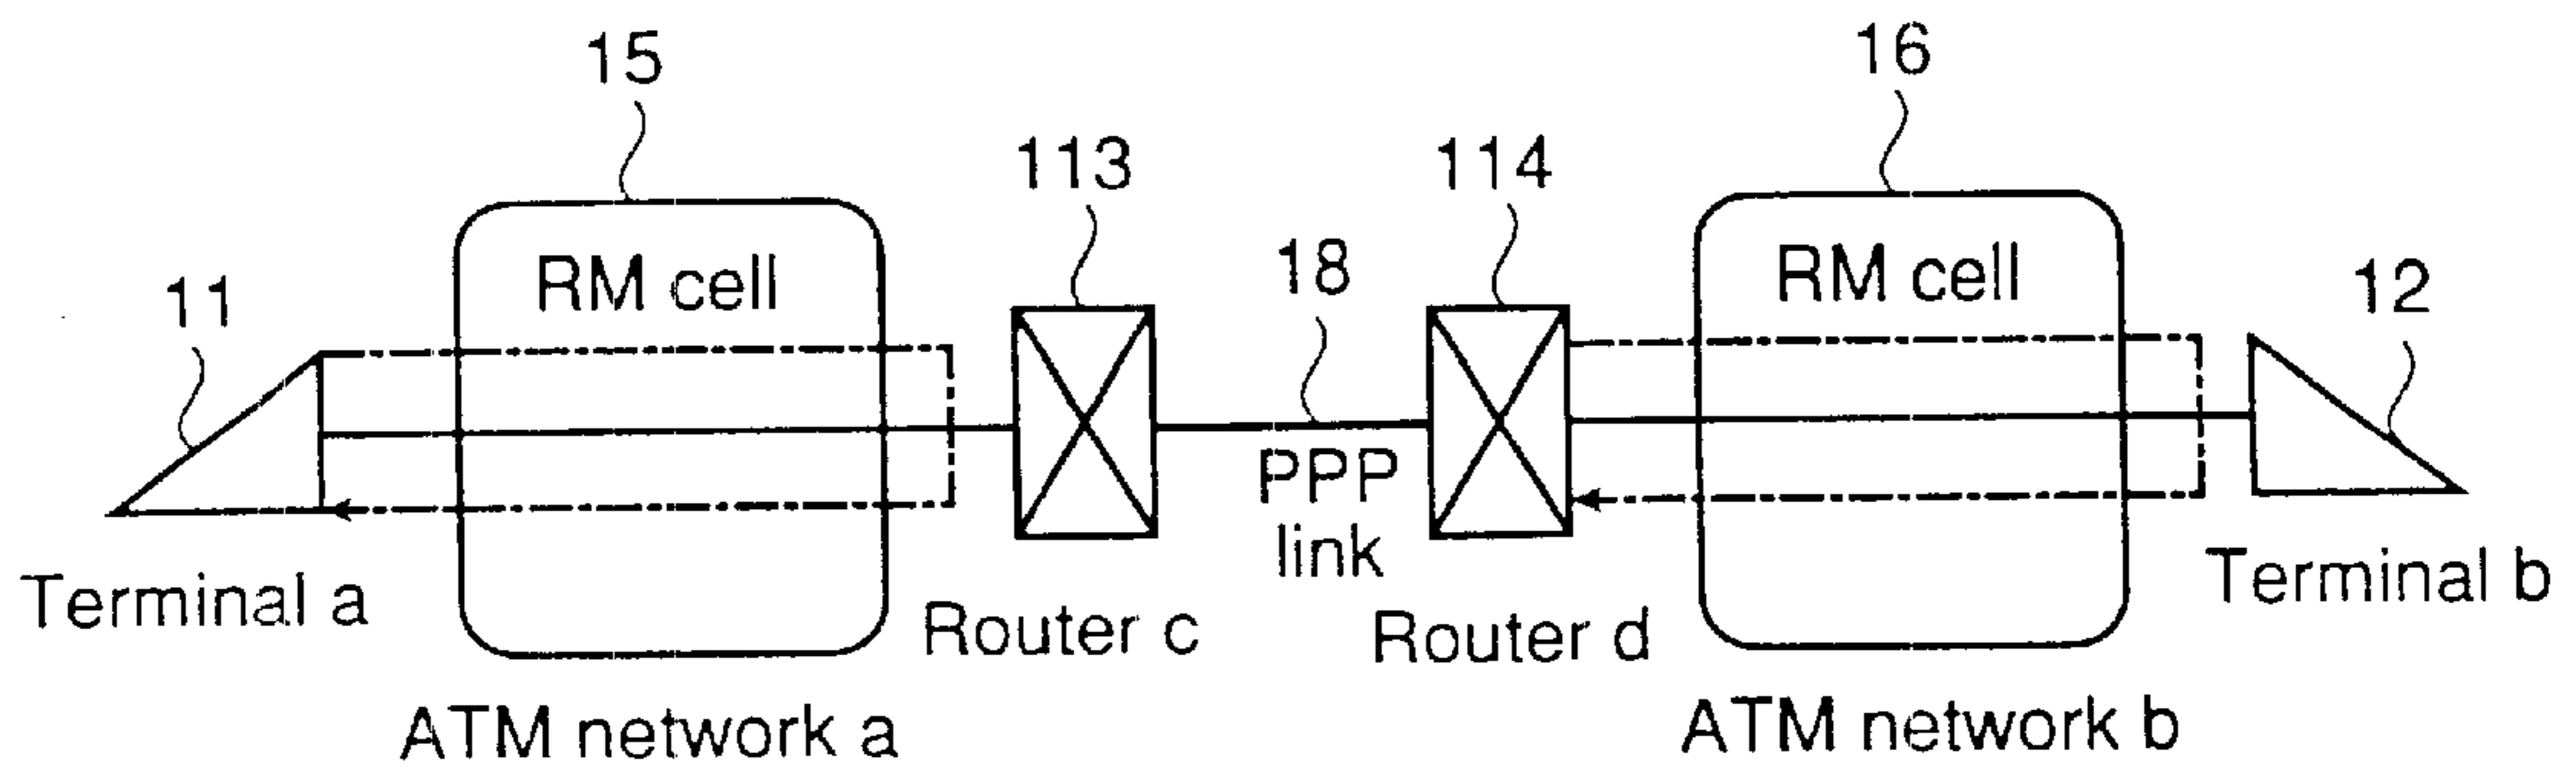 15
16
113
114
18
11
12
RM cell
RM cell
PPP
link
Terminal a
Router c
Router d
Terminal b
ATM network a
ATM network b